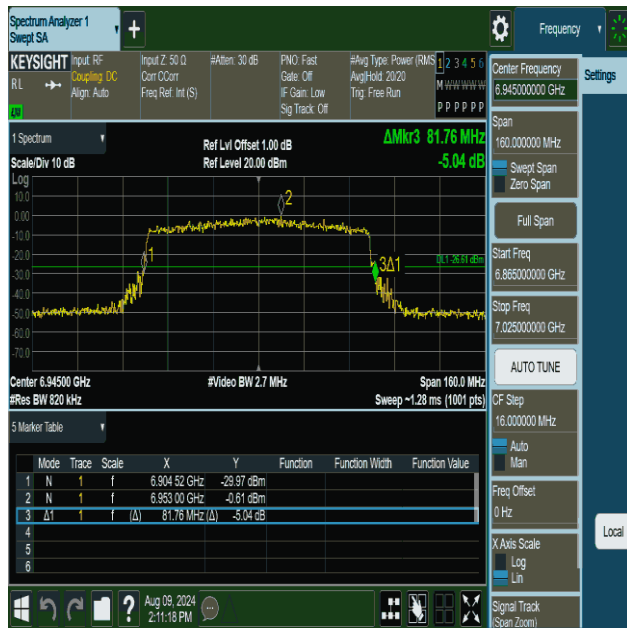 Spectrum Analyzer 1
Swept SA
+
Frequency
KEYSIGHT
RL
Input: RF
Coupling: DC
Align: Auto
Input Z: 50 Ω
Corr CCorr
Freq Ref: Int (S)
#Atten: 30 dB
PNO: Fast
Gate: Off
IF Gain: Low
Sig Track: Off
#Avg Type: Power (RMS
Avg|Hold: 20/20
Trig: Free Run
1 2 3 4 5 6
M W W W W W
P P P P P P
1 Spectrum
Scale/Div 10 dB
Ref Lvl Offset 1.00 dB
Ref Level 20.00 dBm
ΔMkr3 81.76 MHz
-5.04 dB
Log
10.0
0.00
-10.0
-20.0
-30.0
-40.0
-50.0
-60.0
-70.0
1
2
3Δ1
DL1 -26.61 dBm
Center 6.94500 GHz
#Res BW 820 kHz
#Video BW 2.7 MHz
Span 160.0 MHz
Sweep ~1.28 ms (1001 pts)
5 Marker Table
Mode Trace Scale X Y Function Function Width Function Value
1 N 1 f 6.904 52 GHz -29.97 dBm
2 N 1 f 6.953 00 GHz -0.61 dBm
3 Δ1 1 f (Δ) 81.76 MHz (Δ) -5.04 dB
4
5
6
Aug 09, 2024
2:11:18 PM
Settings
Center Frequency
6.945000000 GHz
Span
160.000000 MHz
Swept Span
Zero Span
Full Span
Start Freq
6.865000000 GHz
Stop Freq
7.025000000 GHz
AUTO TUNE
CF Step
16.000000 MHz
Auto
Man
Freq Offset
0 Hz
X Axis Scale
Log
Lin
Signal Track
(Span Zoom)
Local